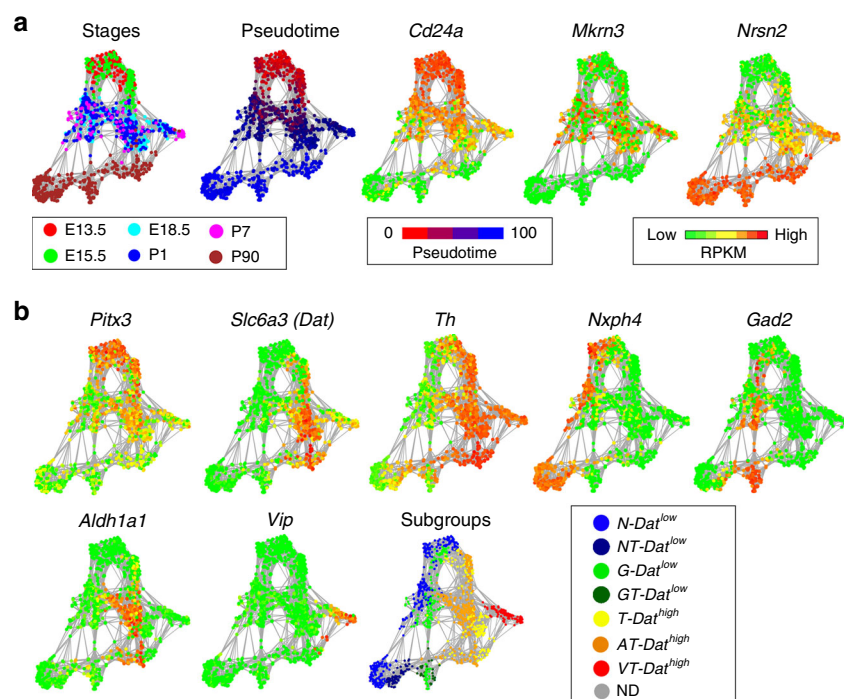 a
Stages Pseudotime Cd24a Mkrn3 Nrsn2
E13.5 E18.5 P7
E15.5 P1 P90
0 100
Pseudotime
Low High
RPKM
b
Pitx3 Slc6a3 (Dat) Th Nxph4 Gad2
Aldh1a1 Vip Subgroups
N-Datlow
NT-Datlow
G-Datlow
GT-Datlow
T-Dathigh
AT-Dathigh
VT-Dathigh
ND